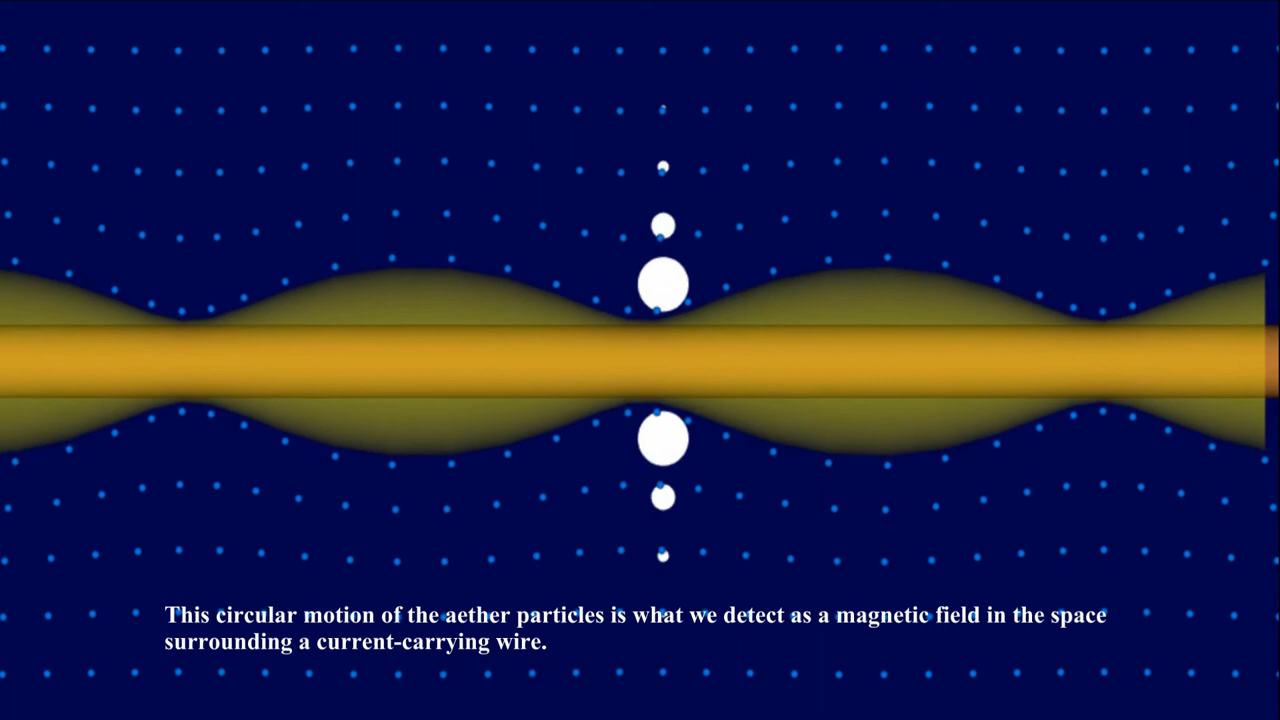 This circular motion of the aether particles is what we detect as a magnetic field in the space
surrounding a current-carrying wire.